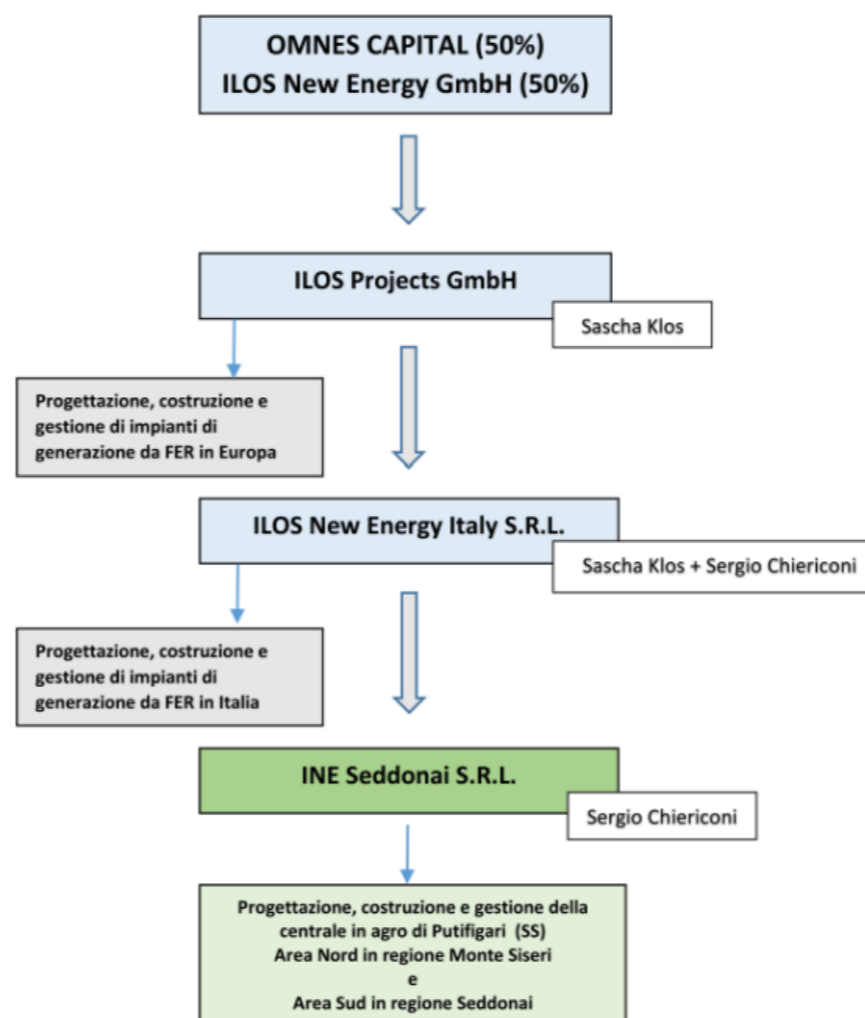 OMNES CAPITAL (50%)
ILOS New Energy GmbH (50%)
ILOS Projects GmbH
Sascha Klos
Progettazione, costruzione e
gestione di impianti di
generazione da FER in Europa
ILOS New Energy Italy S.R.L.
Sascha Klos + Sergio Chiericoni
Progettazione, costruzione e
gestione di impianti di
generazione da FER in Italia
INE Seddonai S.R.L.
Sergio Chiericoni
Progettazione, costruzione e gestione della
centrale in agro di Putifigari (SS)
Area Nord in regione Monte Siseri
e
Area Sud in regione Seddonai